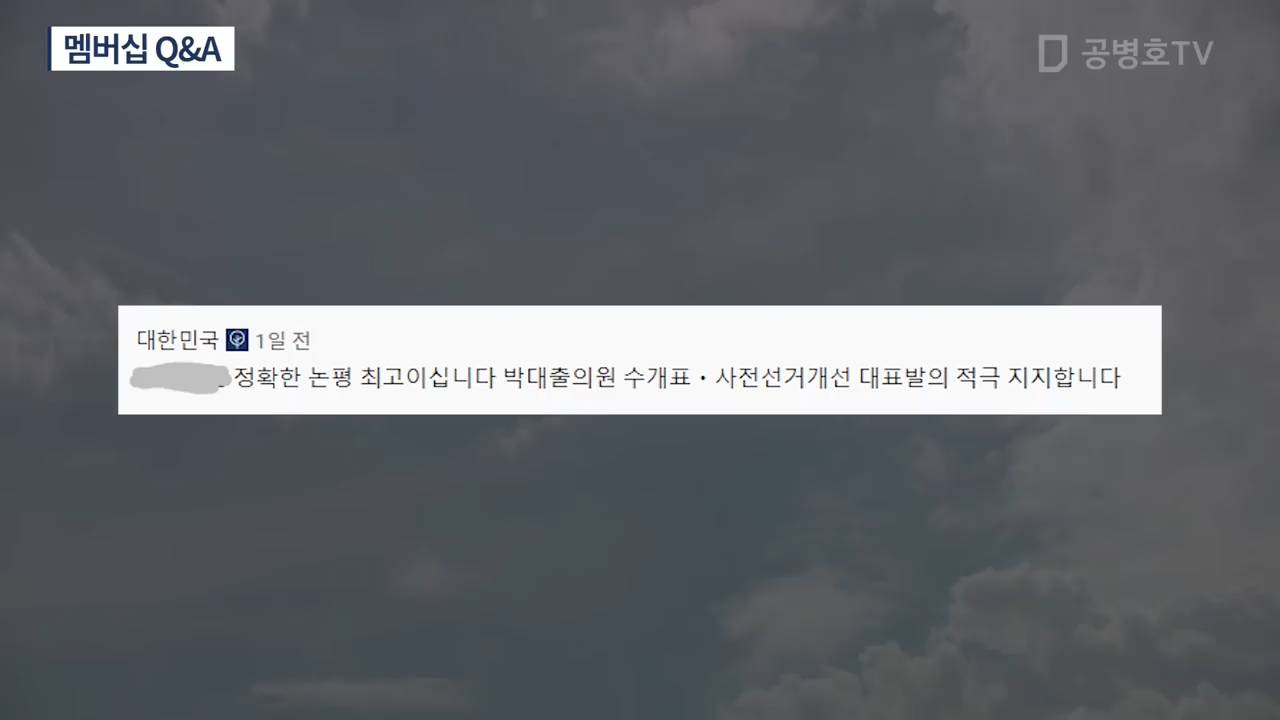 멤버십 Q&A
공병호TV
대한민국 1일 전
정확한 논평 최고이십니다 박대출의원 수개표・사전선거개선 대표발의 적극 지지합니다